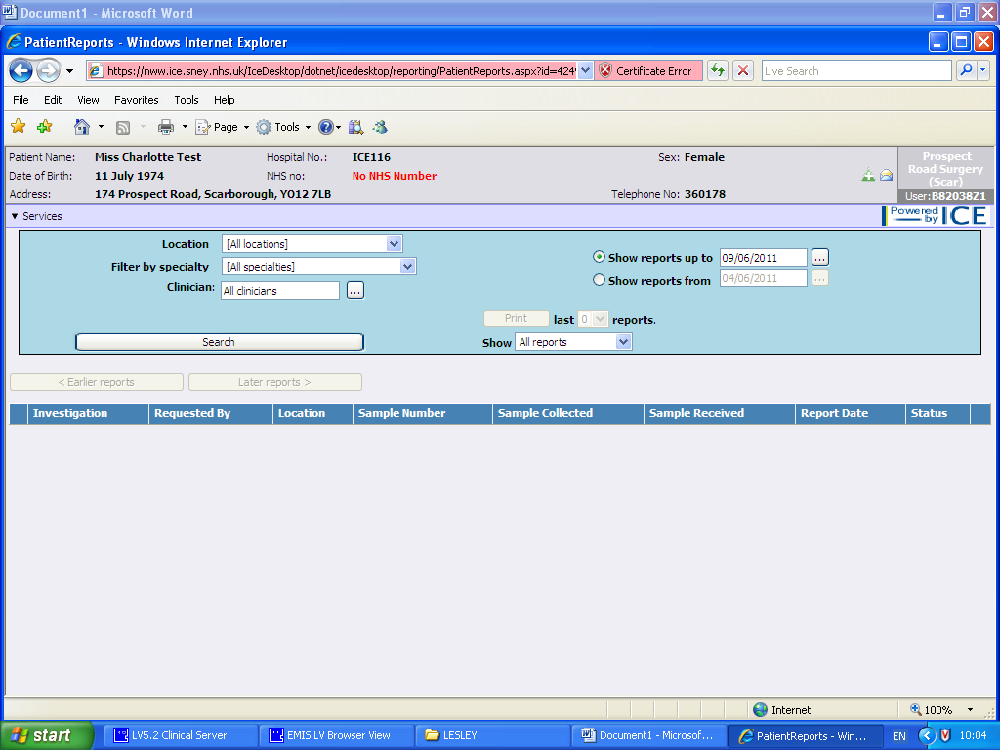 Document1 - Microsoft Word
PatientReports - Windows Internet Explorer
https://nww.ice.sney.nhs.uk/IceDesktop/dotnet/icedesktop/reporting/PatientReports.aspx?id=424 Certificate Error Live Search
File Edit View Favorites Tools Help
Page Tools
Patient Name: Miss Charlotte Test Hospital No.: ICE116 Sex: Female
Date of Birth: 11 July 1974 NHS no: No NHS Number
Address: 174 Prospect Road, Scarborough, YO12 7LB Telephone No: 360178
Prospect
Road Surgery
(Scar)
User:B82038Z1
Services
Powered
by ICE
Location [All locations]
Filter by specialty [All specialties]
Clinician: All clinicians ...
Show reports up to 09/06/2011 ...
Show reports from 04/06/2011 ...
Print last 0 reports.
Search Show All reports
< Earlier reports Later reports >
Investigation Requested By Location Sample Number Sample Collected Sample Received Report Date Status
Internet 100%
start LV5.2 Clinical Server EMIS LV Browser View LESLEY Document1 - Microsof... PatientReports - Win... EN 10:04